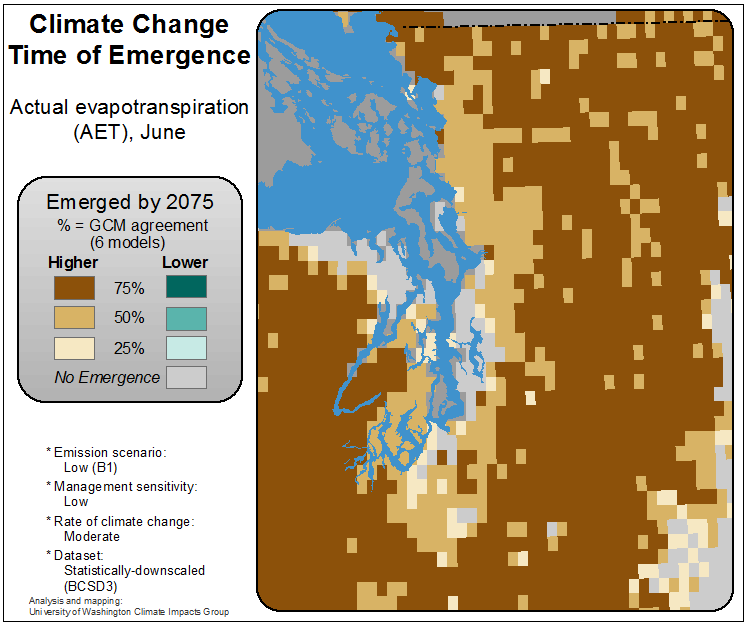 Climate Change
Time of Emergence
Actual evapotranspiration
(AET), June
Emerged by 2075
% = GCM agreement
(6 models)
Higher Lower
75%
50%
25%
No Emergence
* Emission scenario:
Low (B1)
* Management sensitivity:
Low
* Rate of climate change:
Moderate
* Dataset:
Statistically-downscaled
(BCSD3)
Analysis and mapping:
University of Washington Climate Impacts Group